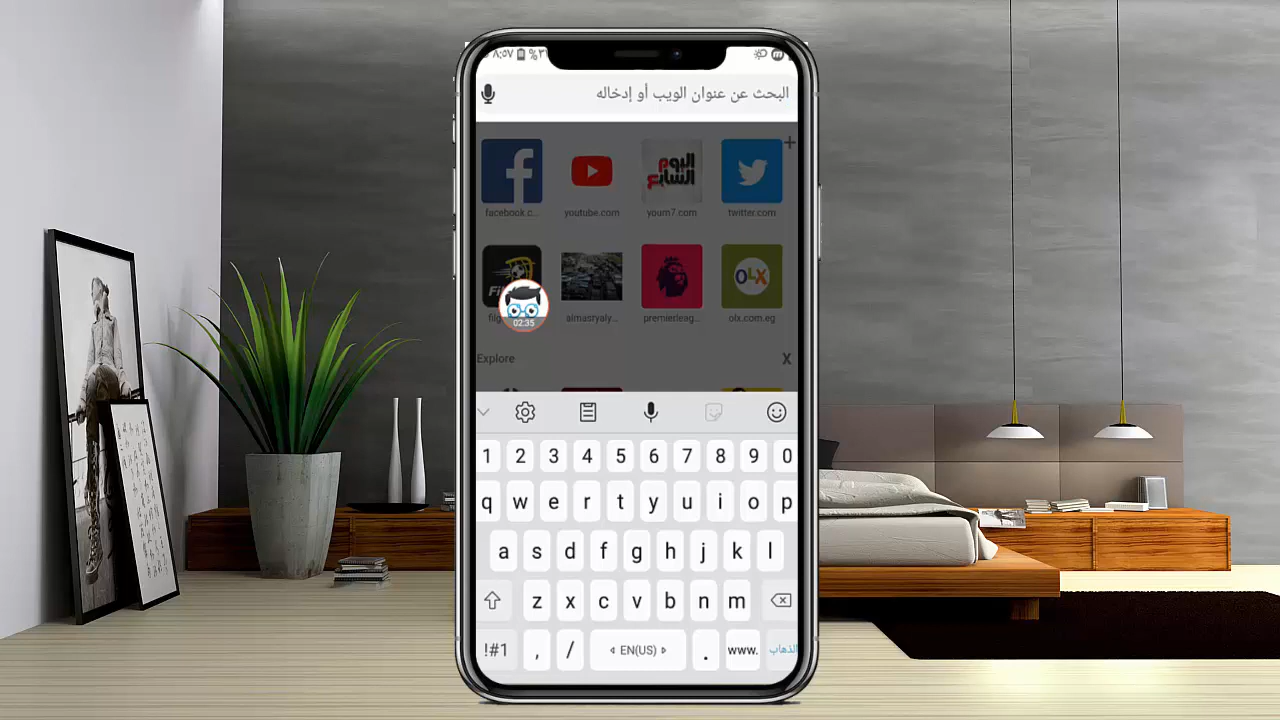 ٨:٥٧
البحث عن عنوان الويب أو إدخاله
facebook.c...
youtube.com
اليوم السابع
youm7.com
twitter.com
OLX
02:35
almasryaly...
premierleag...
olx.com.eg
Explore
X
1 2 3 4 5 6 7 8 9 0
q w e r t y u i o p
a s d f g h j k l
z x c v b n m
!#1 , / EN(US) . www. الذهاب